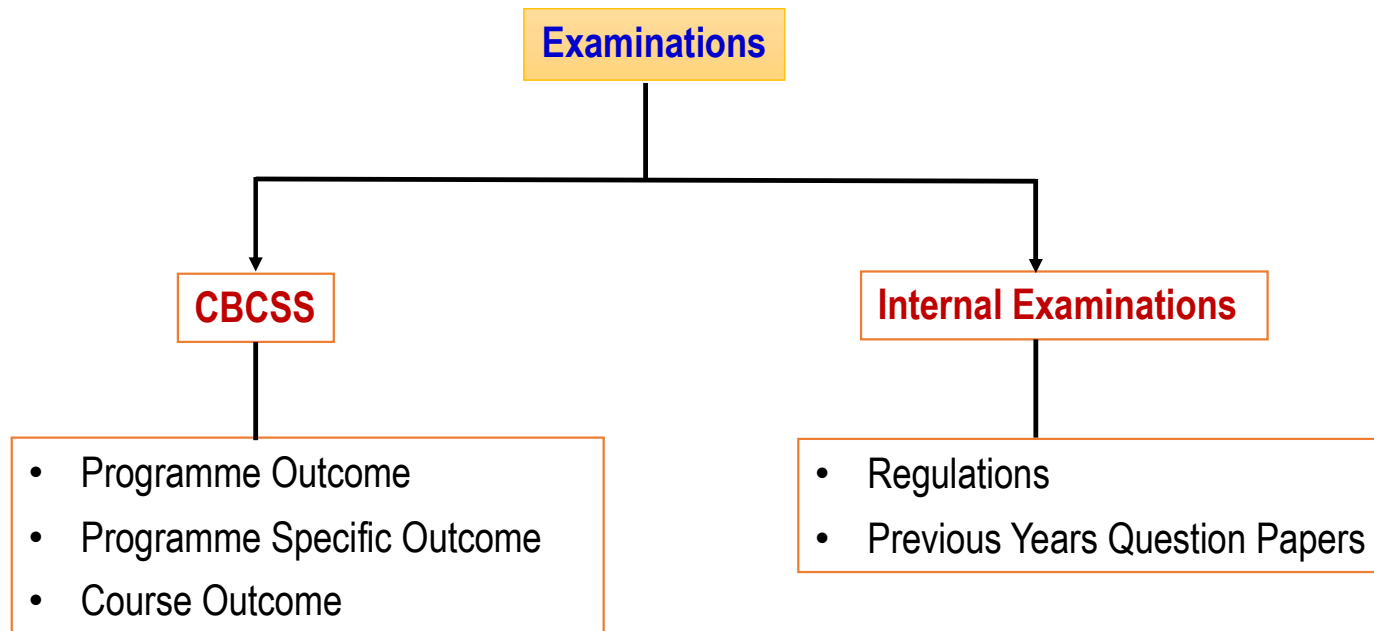 Examinations
CBCSS
Internal Examinations
• Programme Outcome
• Programme Specific Outcome
• Course Outcome
• Regulations
• Previous Years Question Papers